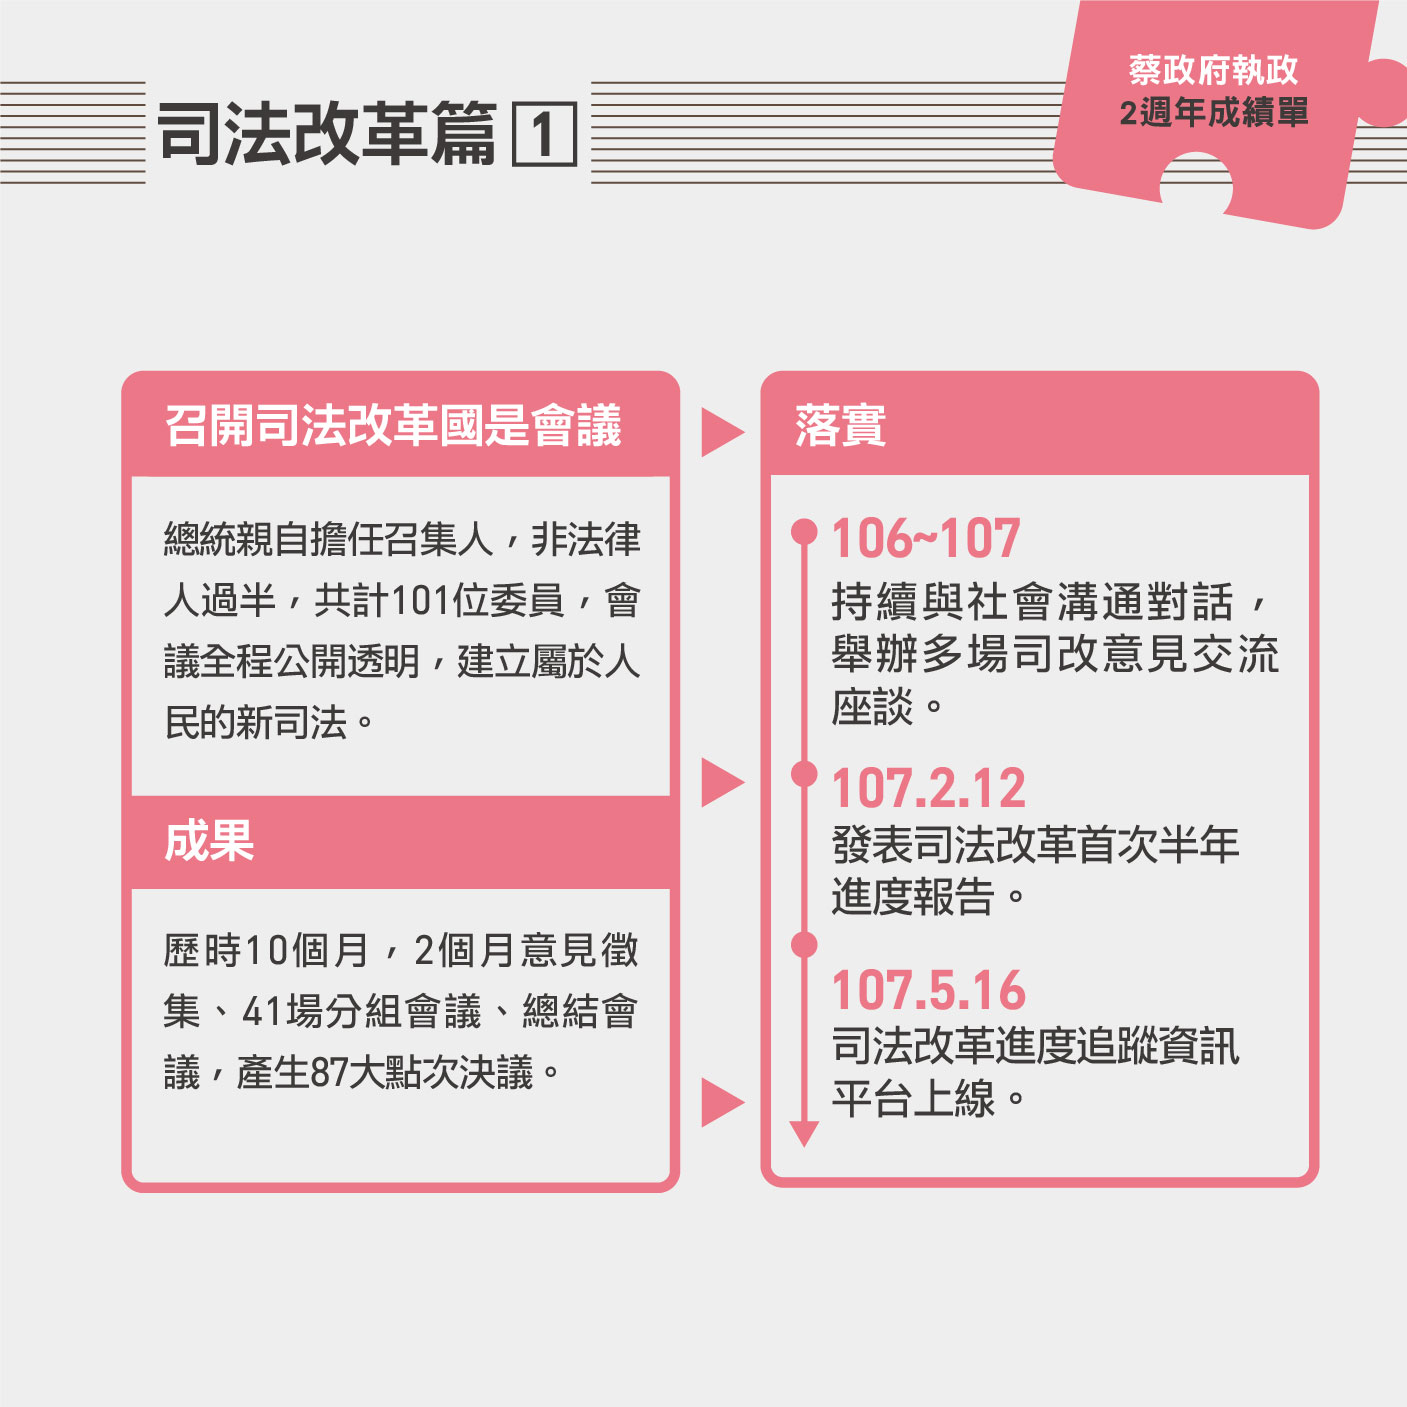 蔡政府執政
2週年成績單
司法改革篇 1
召開司法改革國是會議
總統親自擔任召集人，非法律
人過半，共計101位委員，會
議全程公開透明，建立屬於人
民的新司法。
成果
歷時10個月，2個月意見徵
集、41場分組會議、總結會
議，產生87大點次決議。
落實
106~107
持續與社會溝通對話，
舉辦多場司改意見交流
座談。
107.2.12
發表司法改革首次半年
進度報告。
107.5.16
司法改革進度追蹤資訊
平台上線。